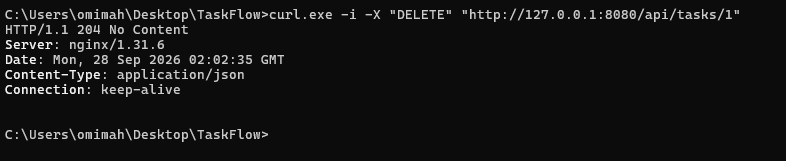 C:\Users\omimah\Desktop\TaskFlow>curl.exe -i -X "DELETE" "http://127.0.0.1:8080/api/tasks/1"
HTTP/1.1 204 No Content
Server: nginx/1.31.6
Date: Mon, 28 Sep 2026 02:02:35 GMT
Content-Type: application/json
Connection: keep-alive
C:\Users\omimah\Desktop\TaskFlow>